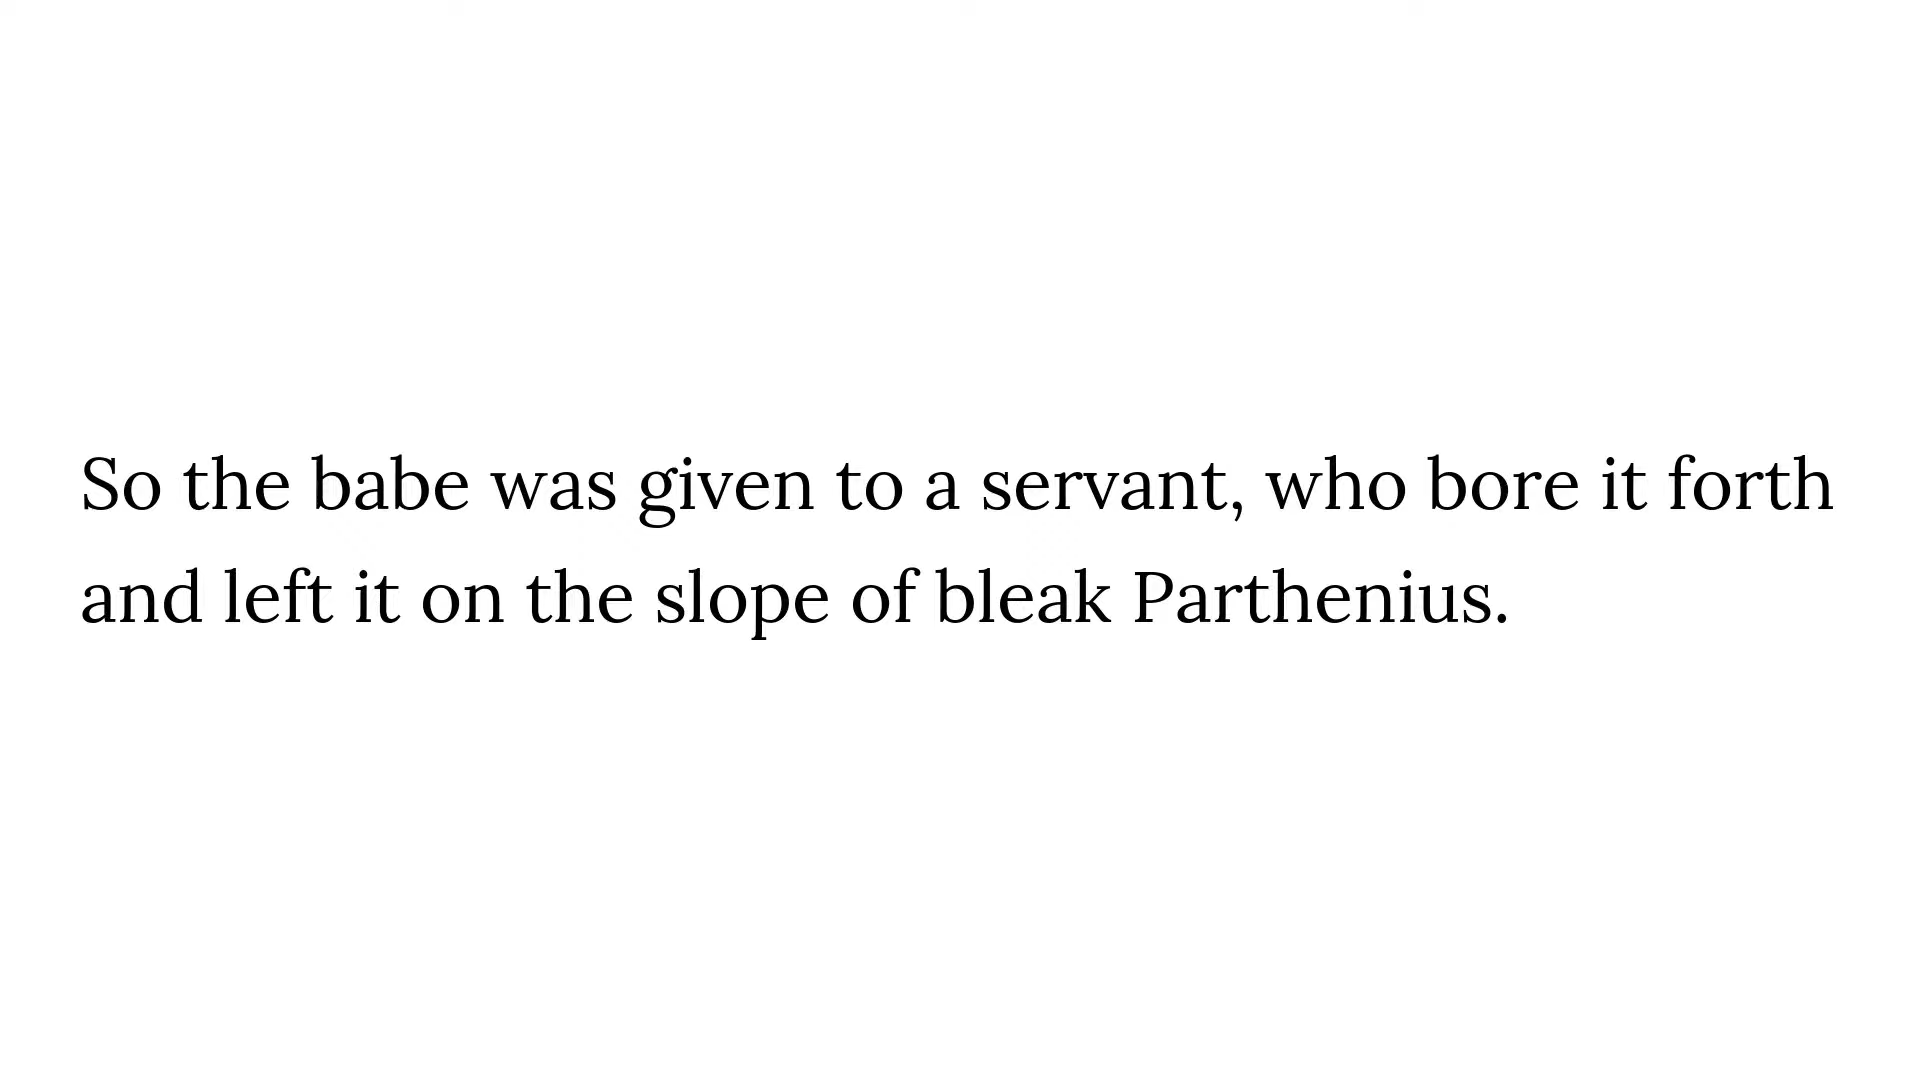 So the babe was given to a servant, who bore it forth
and left it on the slope of bleak Parthenius.